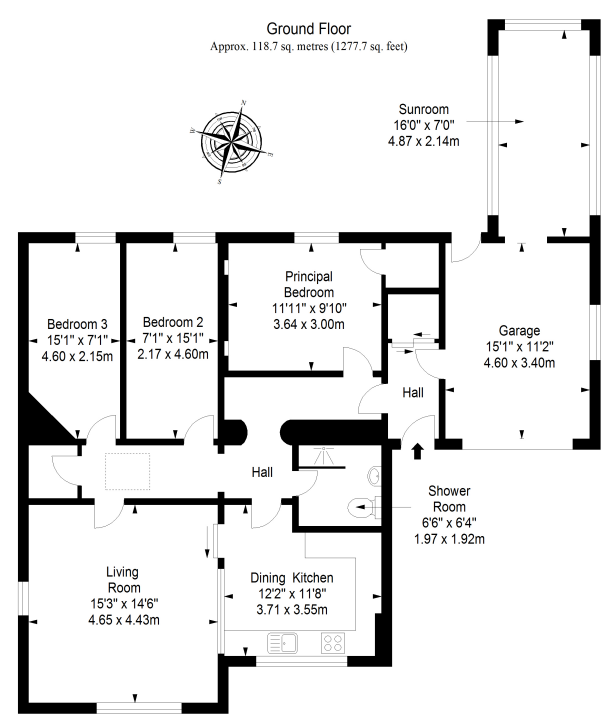 Ground Floor
Approx. 118.7 sq. metres (1277.7 sq. feet)
N
W
E
S
Sunroom
16'0" x 7'0"
4.87 x 2.14m
Principal
Bedroom
11'11" x 9'10"
3.64 x 3.00m
Bedroom 3
15'1" x 7'1"
4.60 x 2.15m
Bedroom 2
7'1" x 15'1"
2.17 x 4.60m
Garage
15'1" x 11'2"
4.60 x 3.40m
Hall
Hall
Shower
Room
6'6" x 6'4"
1.97 x 1.92m
Living
Room
15'3" x 14'6"
4.65 x 4.43m
Dining Kitchen
12'2" x 11'8"
3.71 x 3.55m